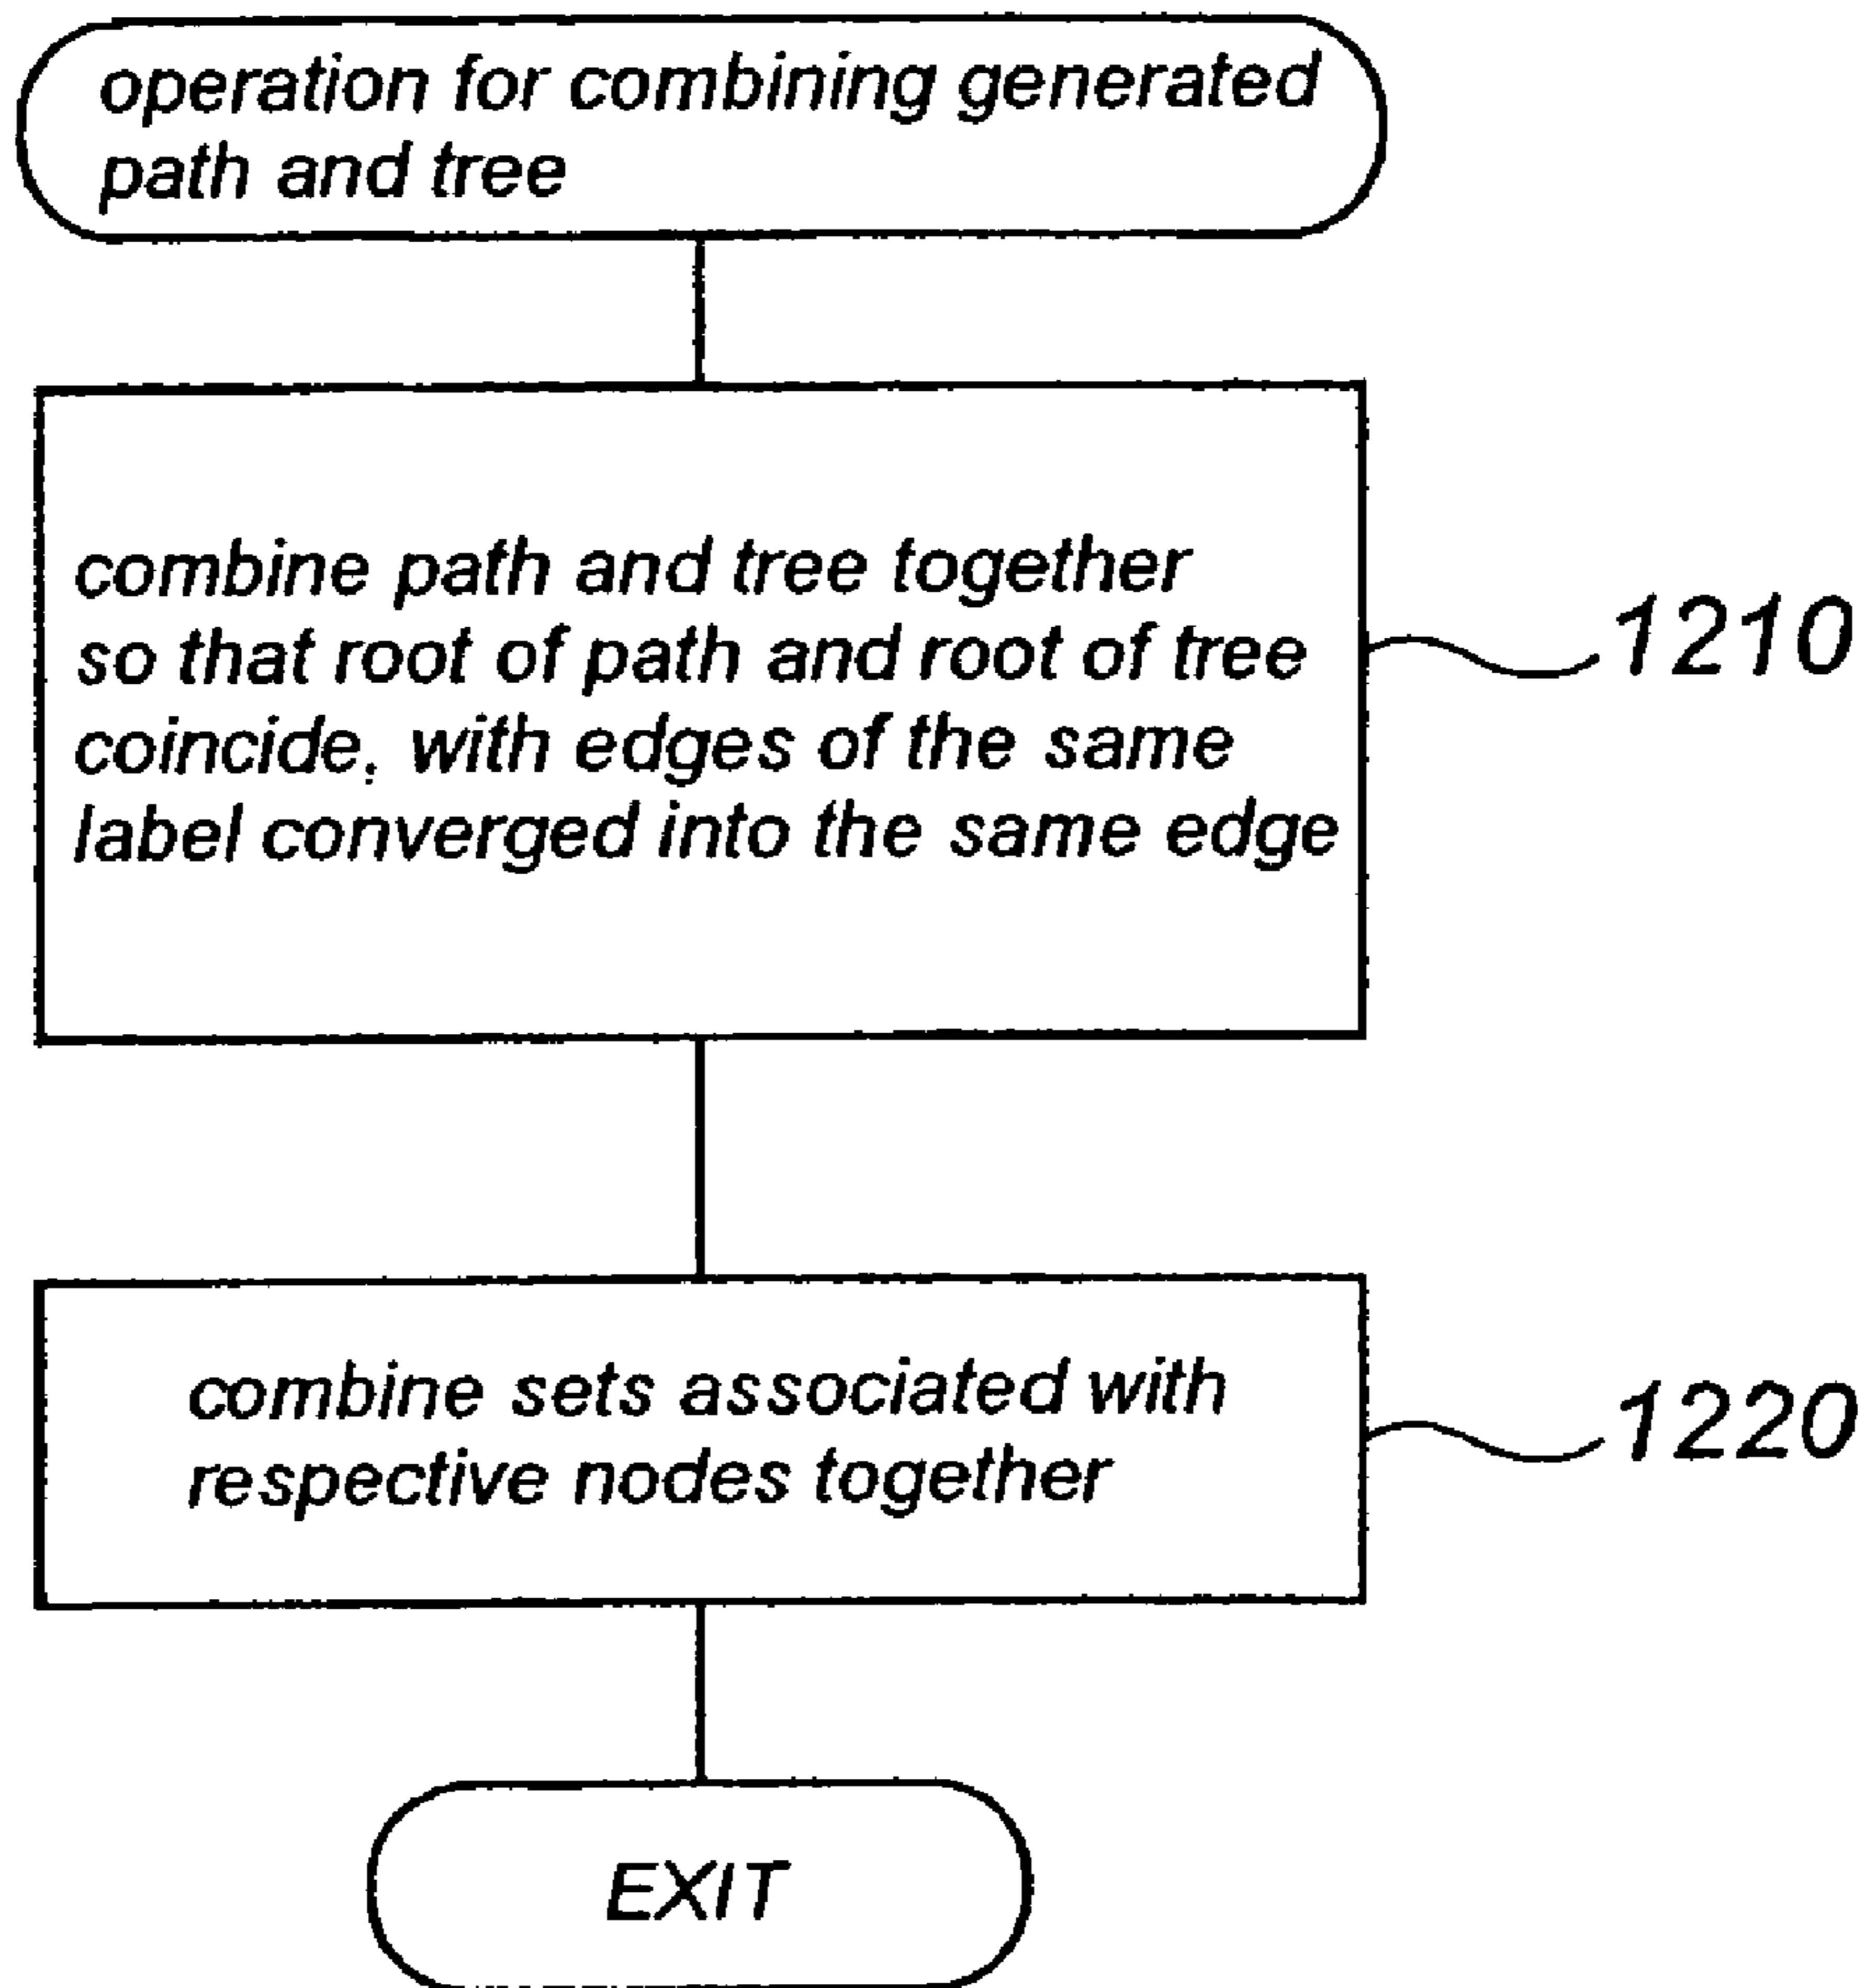 operation for combining generated
path and tree
combine path and tree together
so that root of path and root of tree
coincide, with edges of the same
label converged into the same edge
1210
combine sets associated with
respective nodes together
1220
EXIT